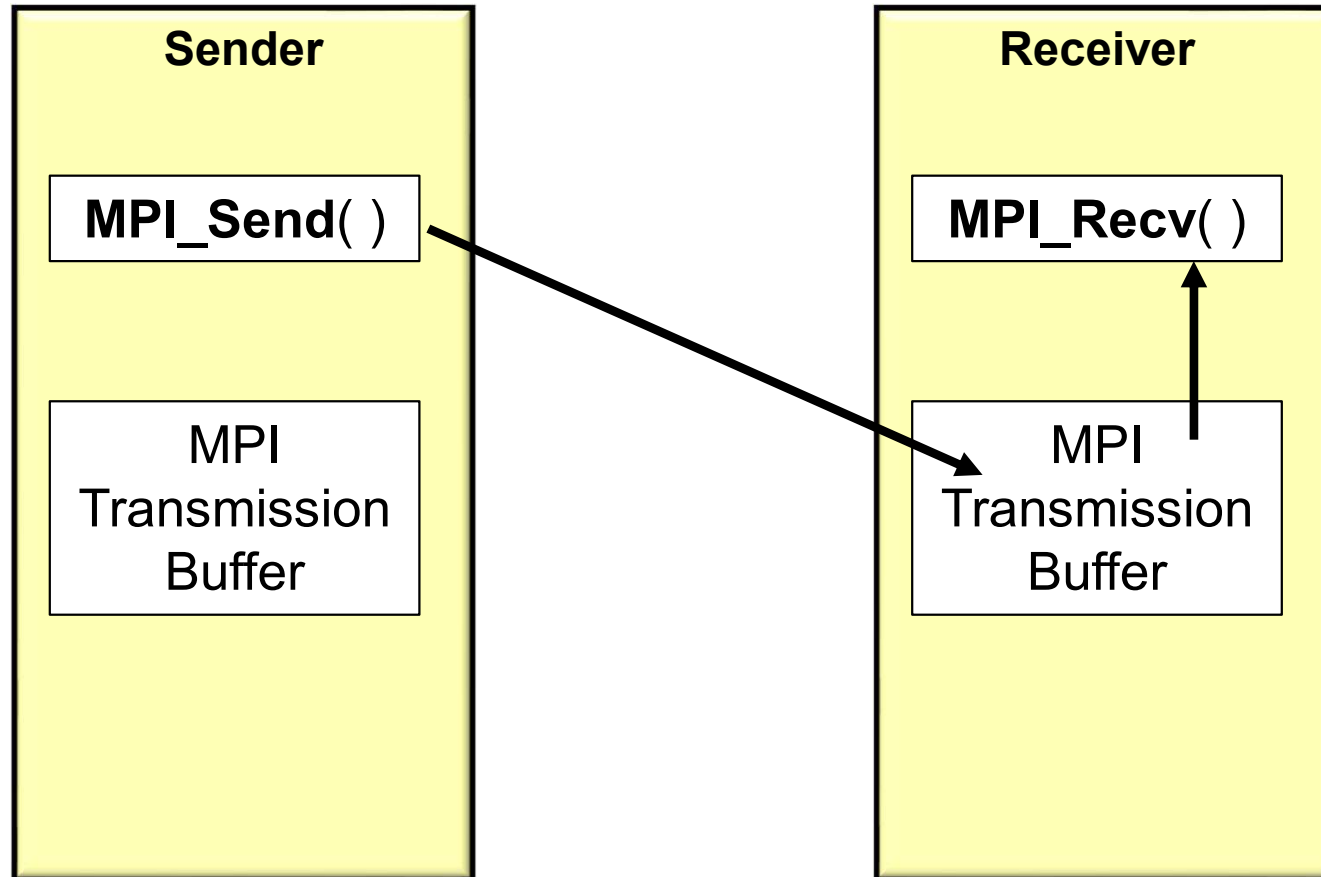 Sender
MPI_Send( )
MPI
Transmission
Buffer
Receiver
MPI_Recv( )
MPI
Transmission
Buffer